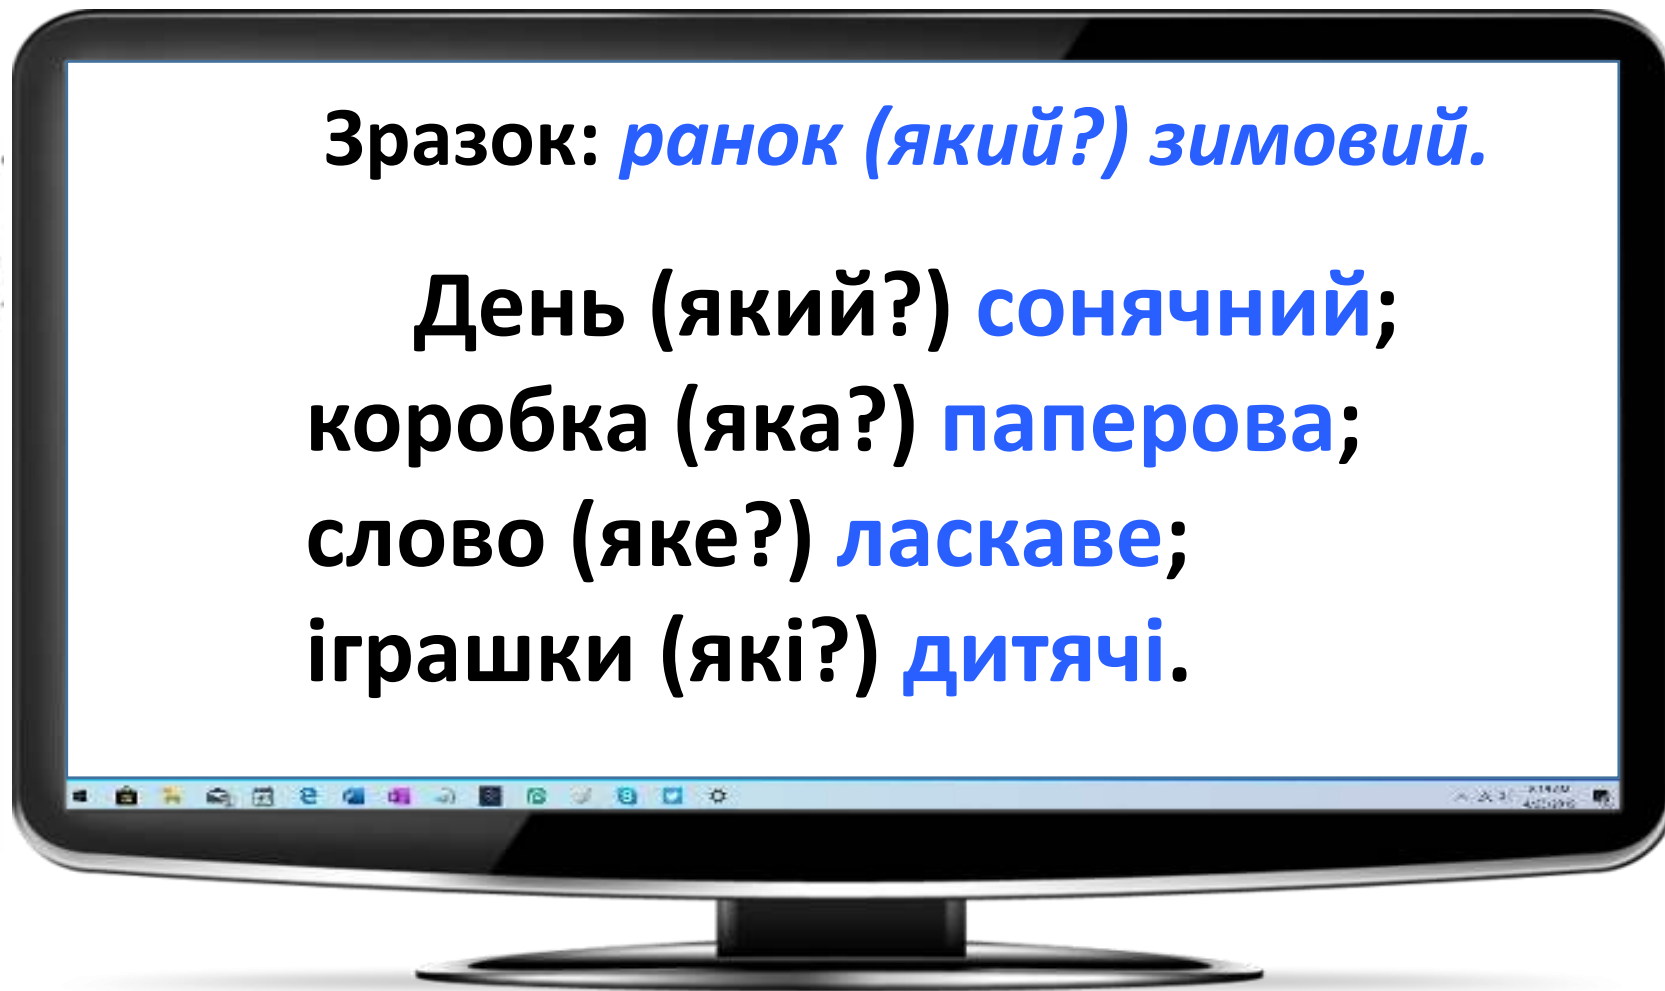 Зразок: ранок (який?) зимовий.
День (який?) сонячний;
коробка (яка?) паперова;
слово (яке?) ласкаве;
іграшки (які?) дитячі.